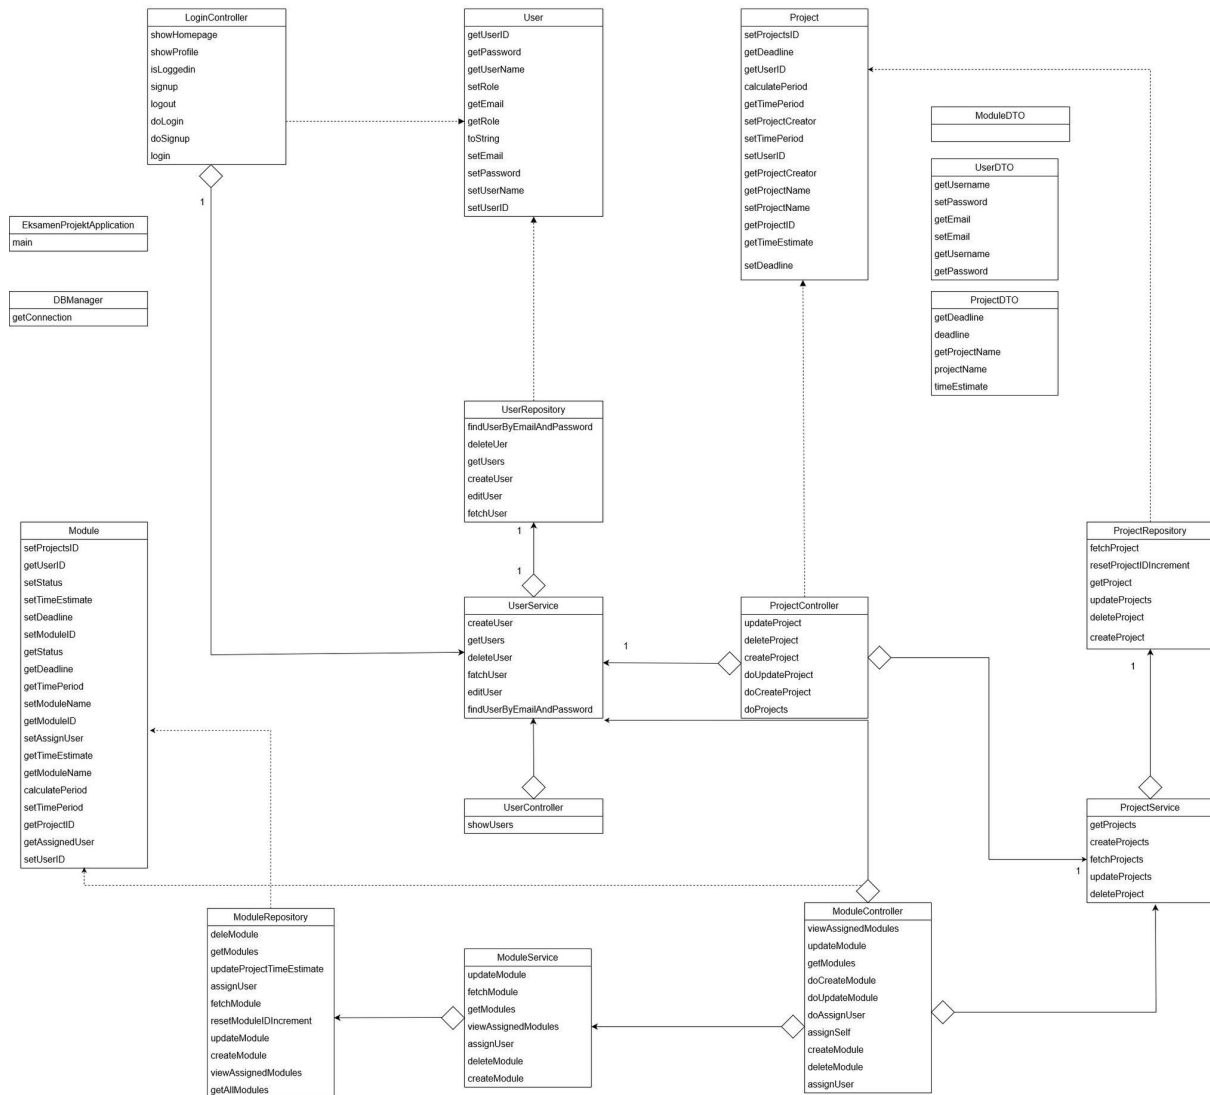 LoginController
showHomepage
showProfile
isLoggedin
signup
logout
doLogin
doSignup
login
1
User
getUserID
getPassword
getUserName
setRole
getEmail
getRole
toString
setEmail
setPassword
setUserName
setUserID
Project
setProjectsID
getDeadline
getUserID
calculatePeriod
getTimePeriod
setProjectCreator
setTimePeriod
setUserID
getProjectCreator
getProjectName
setProjectName
getProjectID
getTimeEstimate
setDeadline
ModuleDTO
UserDTO
getUsername
setPassword
getEmail
setEmail
getUsername
getPassword
ProjectDTO
getDeadline
deadline
getProjectName
projectName
timeEstimate
EksamenProjektApplication
main
DBManager
getConnection
UserRepository
findUserByEmailAndPassword
deleteUer
getUsers
createUser
editUser
fetchUser
1
1
Module
setProjectsID
getUserID
setStatus
setTimeEstimate
setDeadline
setModuleID
getStatus
getDeadline
getTimePeriod
setModuleName
getModuleID
setAssignUser
getTimeEstimate
getModuleName
calculatePeriod
setTimePeriod
getProjectID
getAssignedUser
setUserID
UserService
createUser
getUsers
deleteUser
fatchUser
editUser
findUserByEmailAndPassword
1
ProjectController
updateProject
deleteProject
createProject
doUpdateProject
doCreateProject
doProjects
ProjectRepository
fetchProject
resetProjectIDIncrement
getProject
updateProjects
deleteProject
createProject
1
UserController
showUsers
ProjectService
getProjects
createProjects
fetchProjects
updateProjects
deleteProject
1
ModuleRepository
deleModule
getModules
updateProjectTimeEstimate
assignUser
fetchModule
resetModuleIDIncrement
updateModule
createModule
viewAssignedModules
getAllModules
ModuleService
updateModule
fetchModule
getModules
viewAssignedModules
assignUser
deleteModule
createModule
ModuleController
viewAssignedModules
updateModule
getModules
doCreateModule
doUpdateModule
doAssignUser
assignSelf
createModule
deleteModule
assignUser